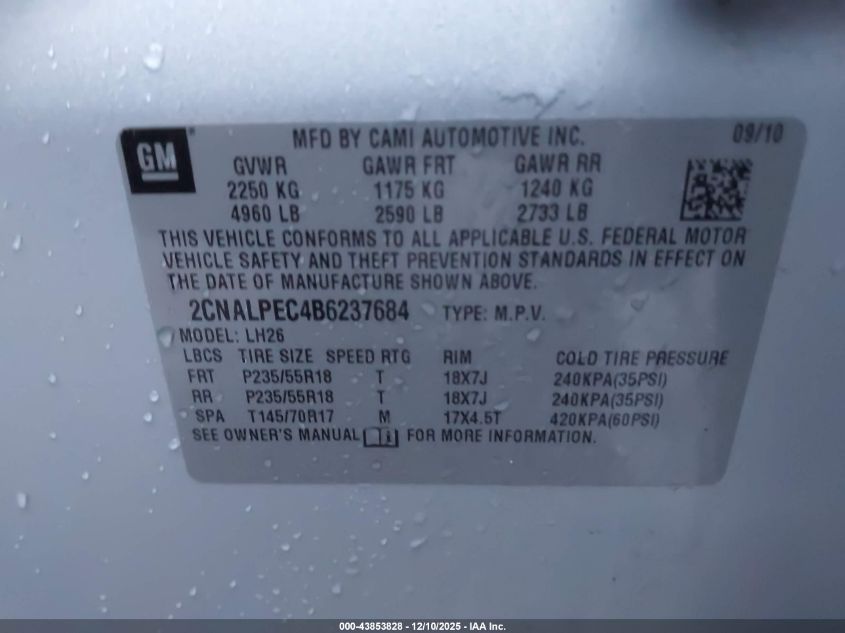 GM
MFD BY CAMI AUTOMOTIVE INC. 09/10
GVWR GAWR FRT GAWR RR
2250 KG 1175 KG 1240 KG
4960 LB 2590 LB 2733 LB
THIS VEHICLE CONFORMS TO ALL APPLICABLE U.S. FEDERAL MOTOR
VEHICLE SAFETY AND THEFT PREVENTION STANDARDS IN EFFECT ON
THE DATE OF MANUFACTURE SHOWN ABOVE.
2CNALPEC4B6237684 TYPE: M.P.V.
MODEL: LH26
LBCS TIRE SIZE SPEED RTG RIM COLD TIRE PRESSURE
FRT P235/55R18 T 18X7J 240KPA(35PSI)
RR P235/55R18 T 18X7J 240KPA(35PSI)
SPA T145/70R17 M 17X4.5T 420KPA(60PSI)
SEE OWNER'S MANUAL FOR MORE INFORMATION.
000-43853828 - 12/10/2025 - IAA Inc.